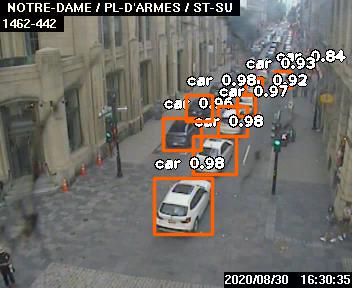 NOTRE-DAME / PL-D'ARMES / ST-SU
1462-442
car 0.84
car 0.93
car 0.98
0.92
car 0.97
car 0.96
car 0.98
car 0.98
2020/08/30 16:30:35